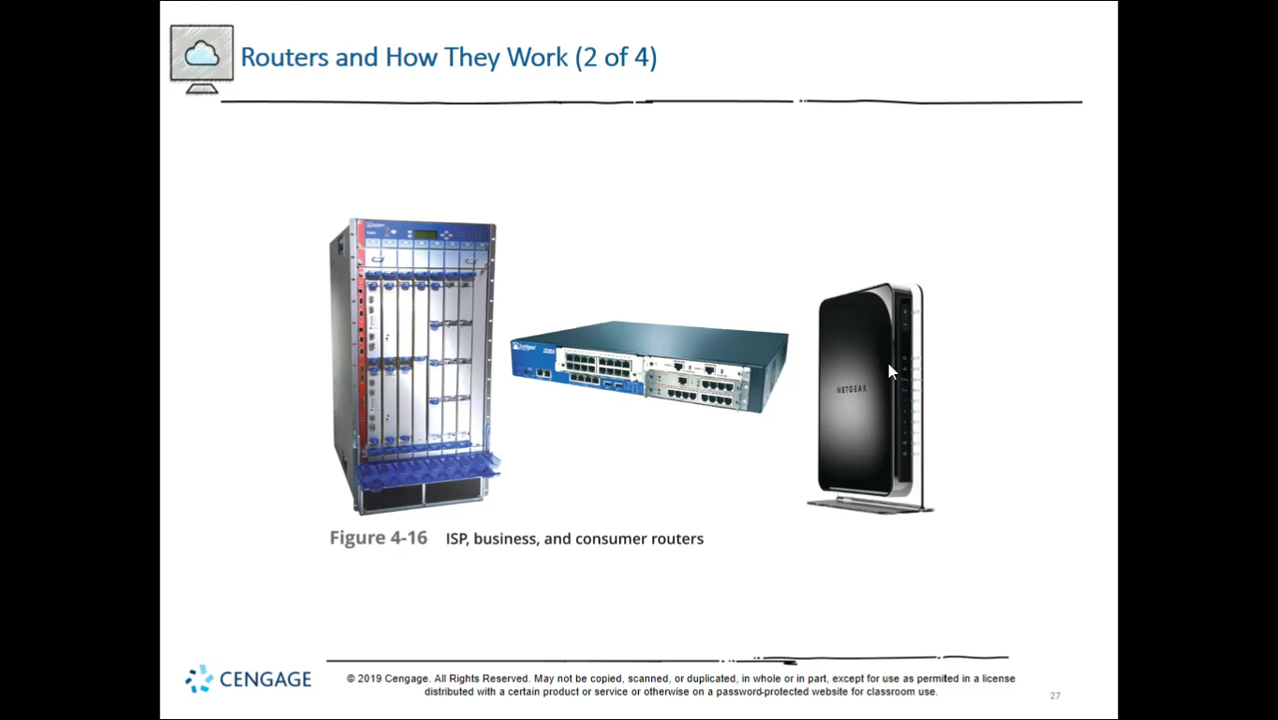 Routers and How They Work (2 of 4)
NETGEAR
Figure 4-16 ISP, business, and consumer routers
CENGAGE
© 2019 Cengage. All Rights Reserved. May not be copied, scanned, or duplicated, in whole or in part, except for use as permitted in a license
distributed with a certain product or service or otherwise on a password-protected website for classroom use.
27